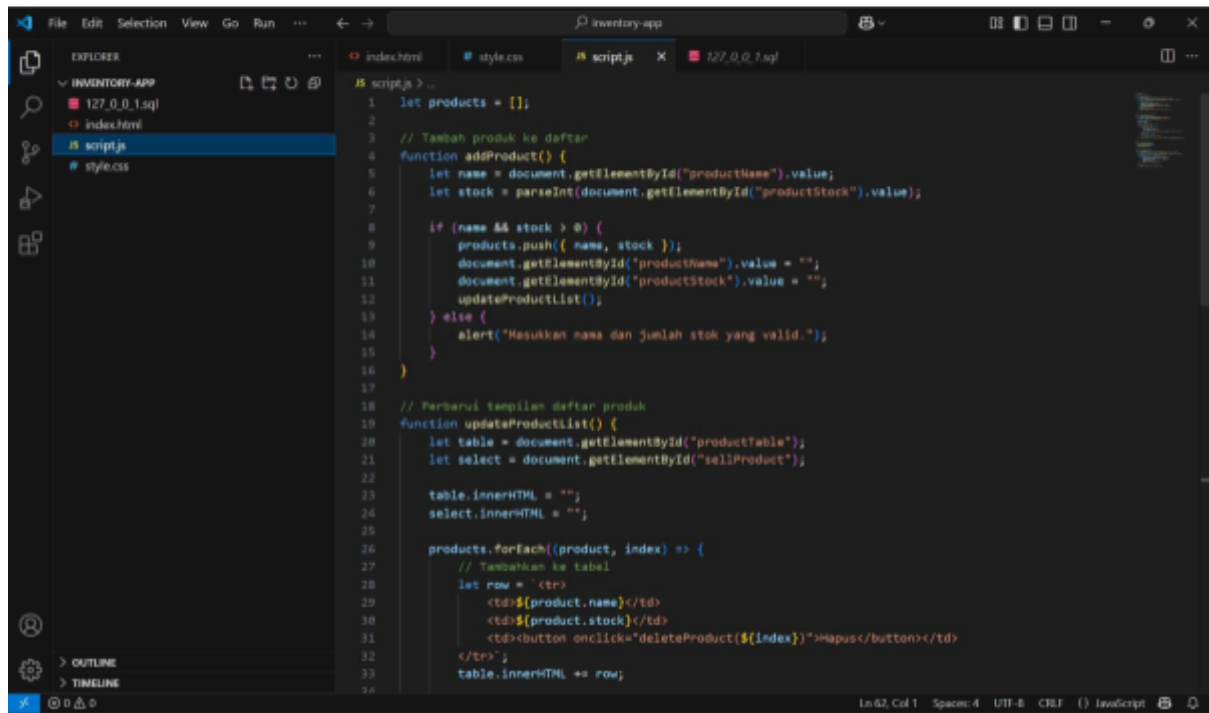 File Edit Selection View Go Run ···
inventory-app
EXPLORER ···
INVENTORY-APP
127_0_0_1.sql
index.html
JS script.js
# style.css
OUTLINE
TIMELINE
<> index.html # style.css JS script.js × 127_0_0_1.sql
JS script.js > ...
1 let products = [];
2
3 // Tambah produk ke daftar
4 function addProduct() {
5 let name = document.getElementById("productName").value;
6 let stock = parseInt(document.getElementById("productStock").value);
7
8 if (name && stock > 0) {
9 products.push({ name, stock });
10 document.getElementById("productName").value = "";
11 document.getElementById("productStock").value = "";
12 updateProductList();
13 } else {
14 alert("Masukkan nama dan jumlah stok yang valid.");
15 }
16 }
17
18 // Perbarui tampilan daftar produk
19 function updateProductList() {
20 let table = document.getElementById("productTable");
21 let select = document.getElementById("sellProduct");
22
23 table.innerHTML = "";
24 select.innerHTML = "";
25
26 products.forEach((product, index) => {
27 // Tambahkan ke tabel
28 let row = `<tr>
29 <td>${product.name}</td>
30 <td>${product.stock}</td>
31 <td><button onclick="deleteProduct(${index})">Hapus</button></td>
32 </tr>`;
33 table.innerHTML += row;
34
0 0 Ln 62, Col 1 Spaces: 4 UTF-8 CRLF {} JavaScript